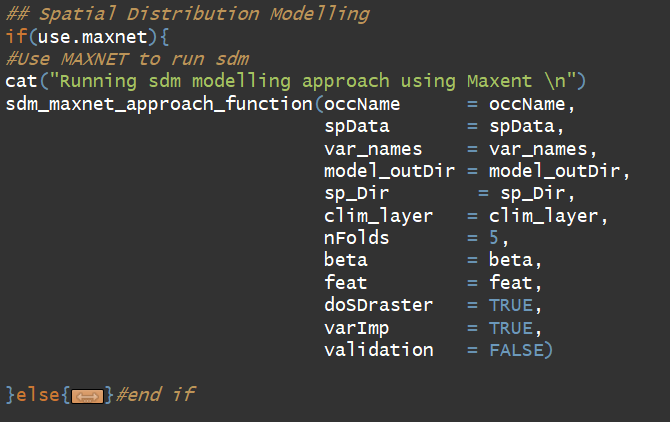 ## Spatial Distribution Modelling
if(use.maxnet){
#Use MAXNET to run sdm
cat("Running sdm modelling approach using Maxent \n")
sdm_maxnet_approach_function(occName      = occName,
                             spData       = spData,
                             var_names    = var_names,
                             model_outDir = model_outDir,
                             sp_Dir        = sp_Dir,
                             clim_layer   = clim_layer,
                             nFolds       = 5,
                             beta         = beta,
                             feat         = feat,
                             doSDraster   = TRUE,
                             varImp       = TRUE,
                             validation   = FALSE)
}else{}#end if